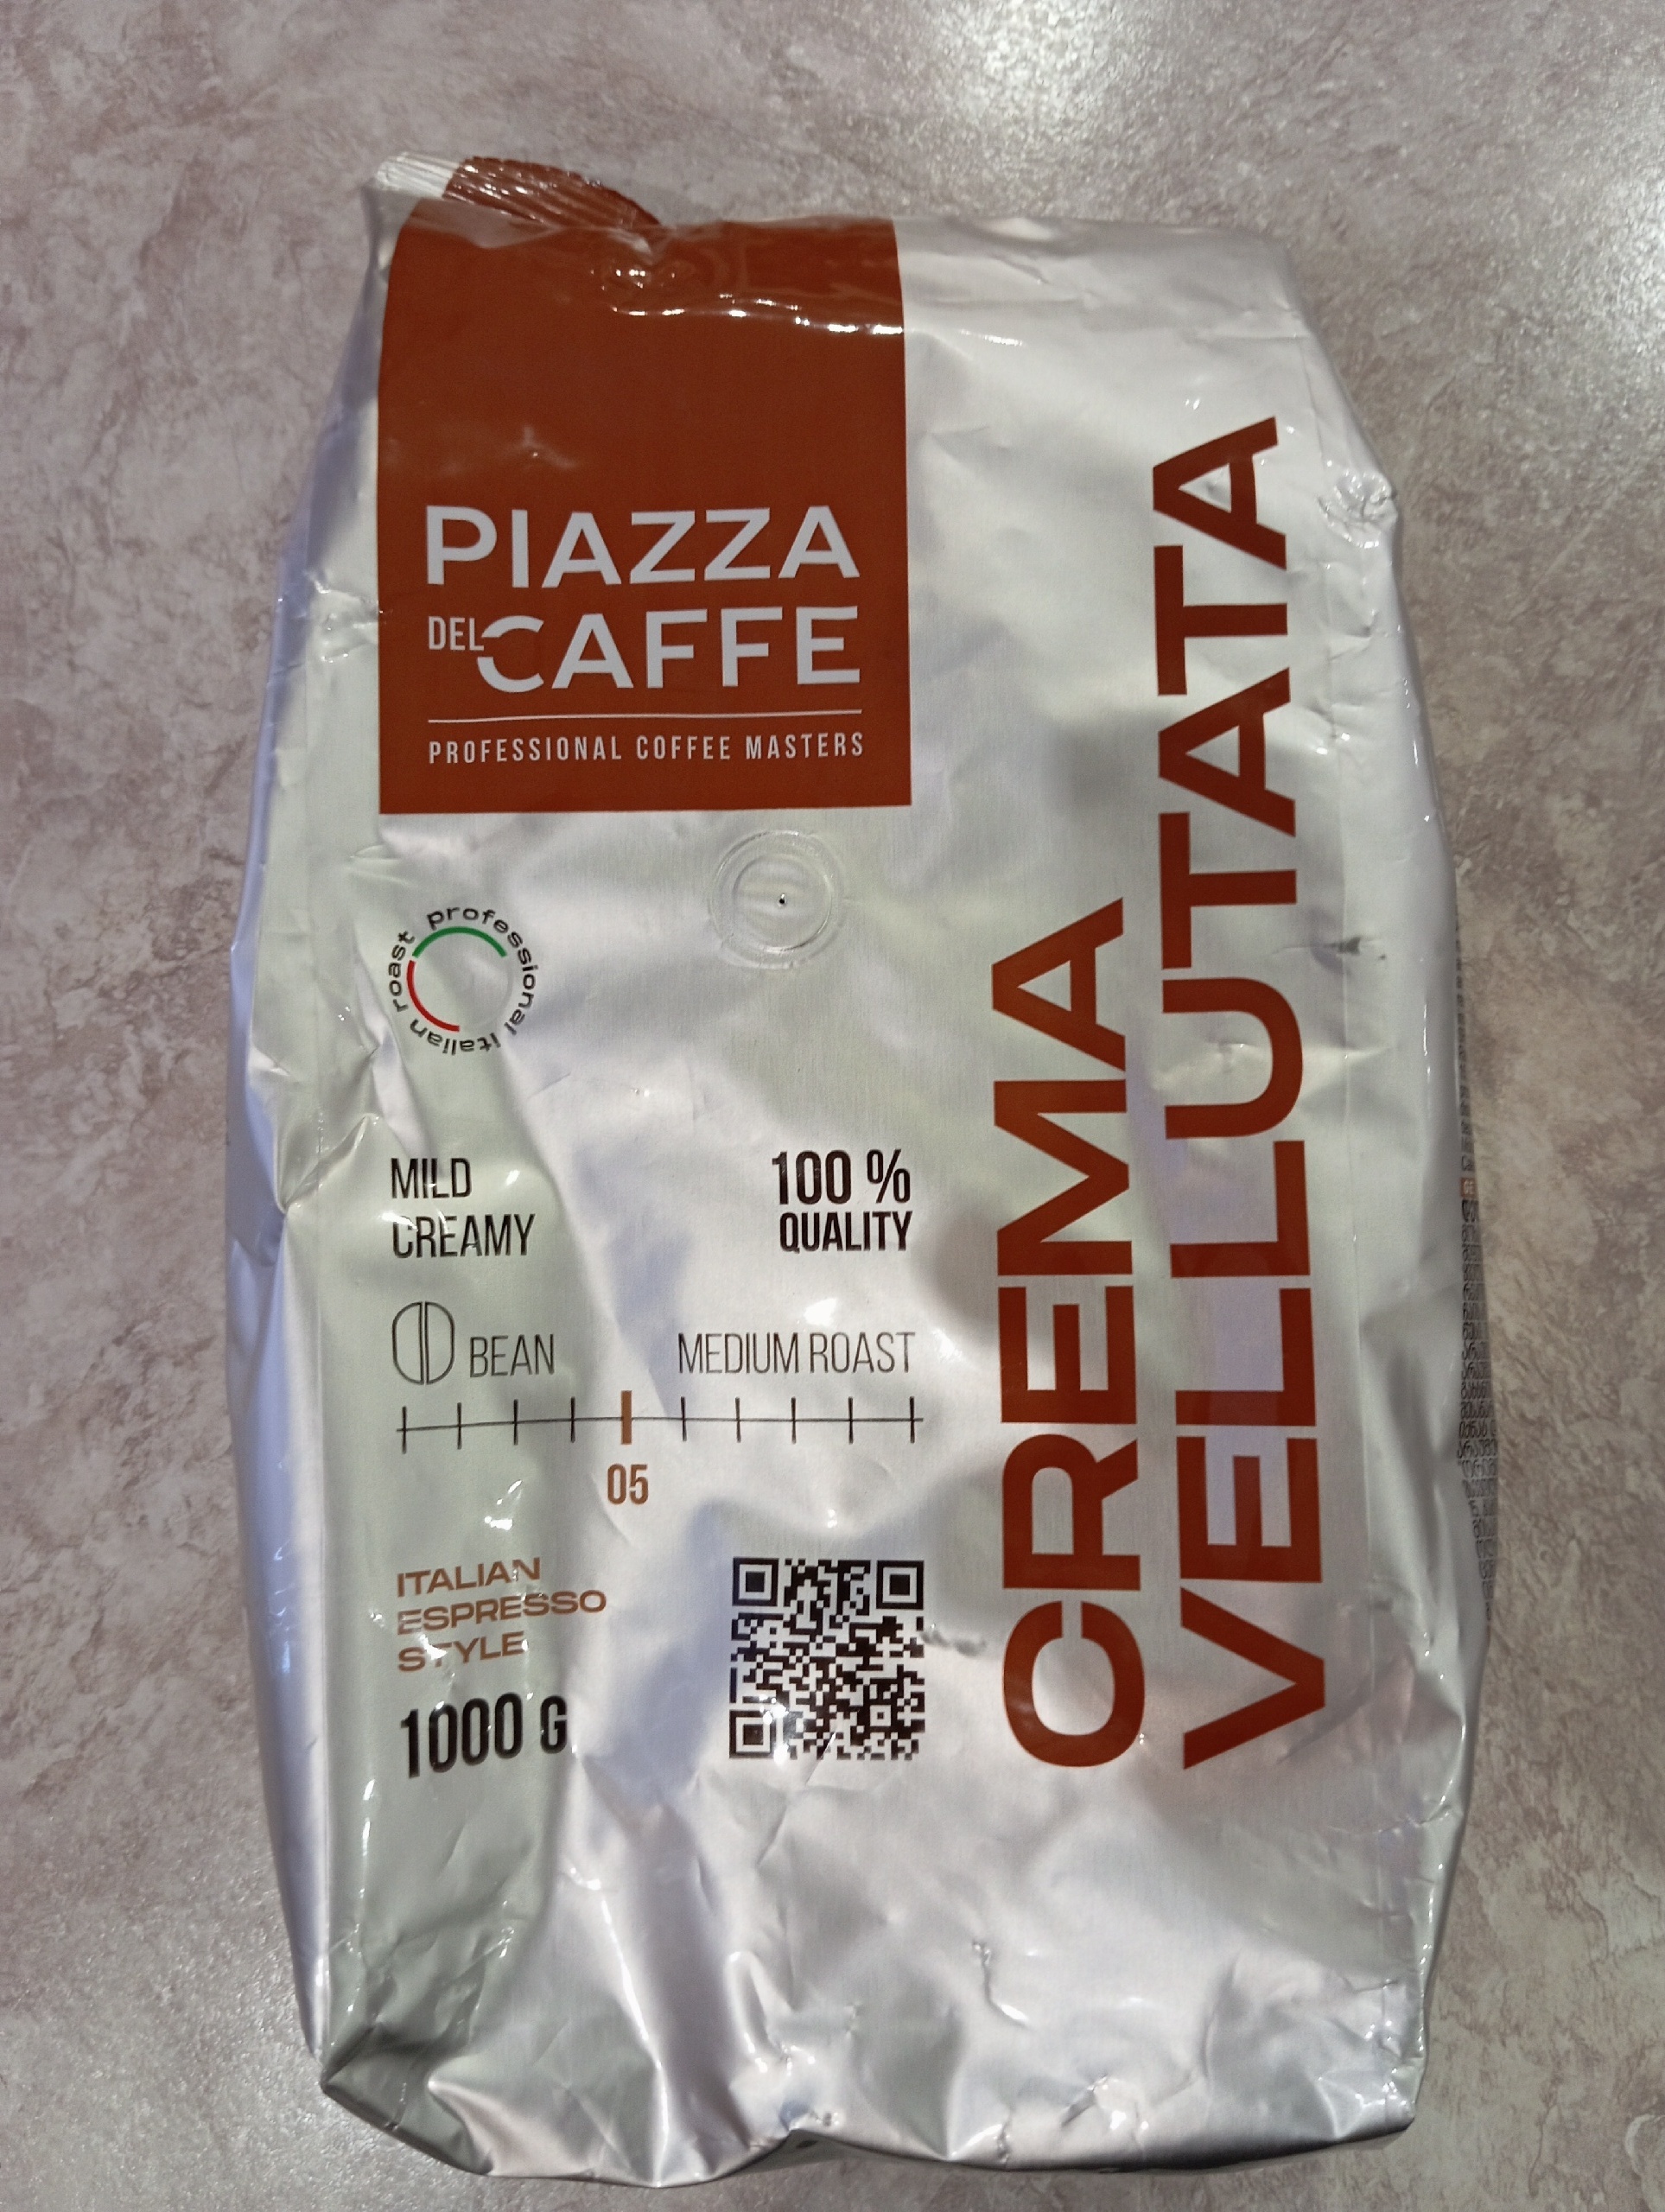 PIAZZA
DEL CAFFE
PROFESSIONAL COFFEE MASTERS
professional italian roast
MILD
CREAMY
100 %
QUALITY
BEAN
MEDIUM ROAST
05
ITALIAN
ESPRESSO
STYLE
1000 G
CREMA
VELLUTATA